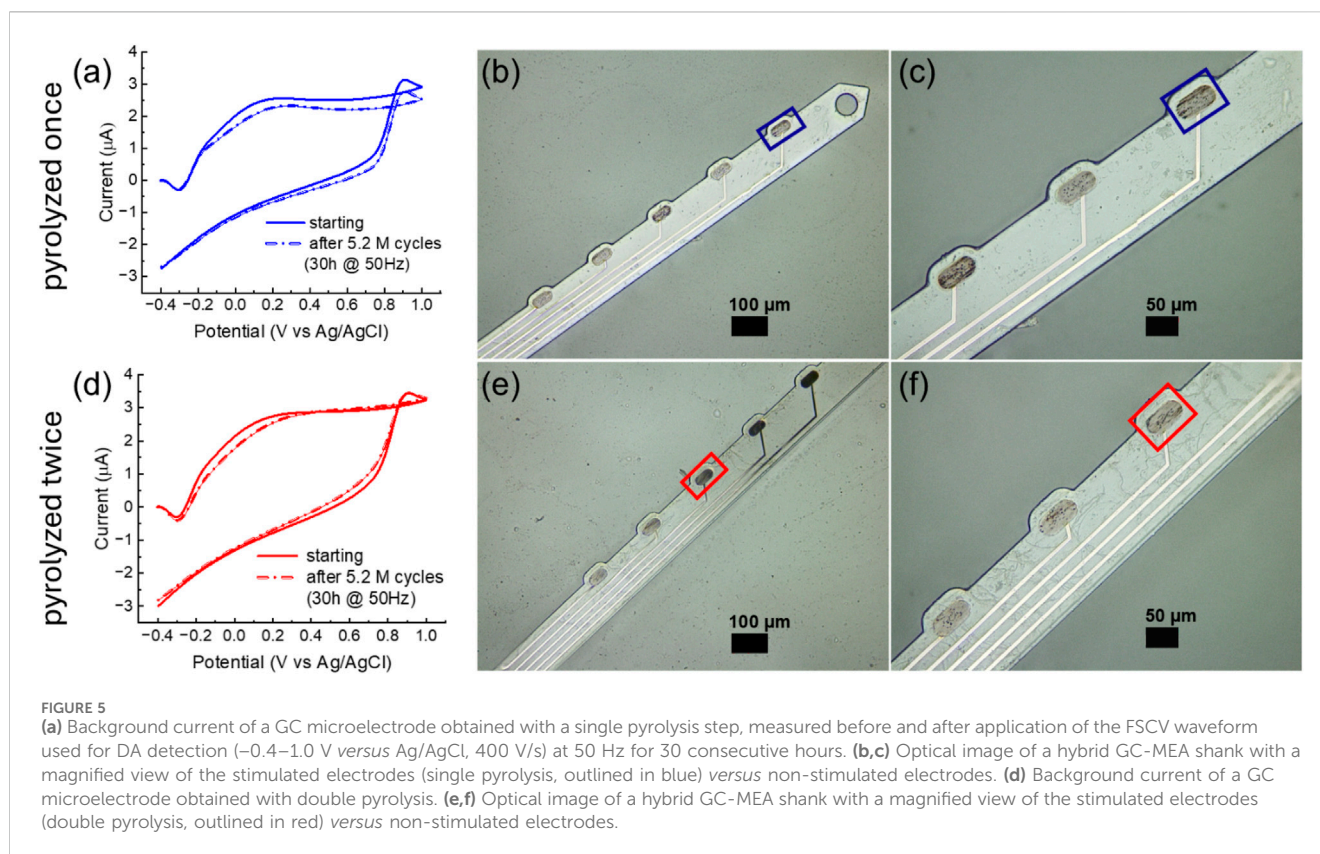 pyrolyzed once
(a)
4
3
2
1
0
−1
−2
−3
Current (µA)
starting
after 5.2 M cycles
(30h @ 50Hz)
−0.4 −0.2 0.0 0.2 0.4 0.6 0.8 1.0
Potential (V vs Ag/AgCl)
(b)
100 µm
(c)
50 µm
pyrolyzed twice
(d)
4
3
2
1
0
−1
−2
−3
Current (µA)
starting
after 5.2 M cycles
(30h @ 50Hz)
−0.4 −0.2 0.0 0.2 0.4 0.6 0.8 1.0
Potential (V vs Ag/AgCl)
(e)
100 µm
(f)
50 µm
FIGURE 5
(a) Background current of a GC microelectrode obtained with a single pyrolysis step, measured before and after application of the FSCV waveform
used for DA detection (−0.4–1.0 V versus Ag/AgCl, 400 V/s) at 50 Hz for 30 consecutive hours. (b,c) Optical image of a hybrid GC-MEA shank with a
magnified view of the stimulated electrodes (single pyrolysis, outlined in blue) versus non-stimulated electrodes. (d) Background current of a GC
microelectrode obtained with double pyrolysis. (e,f) Optical image of a hybrid GC-MEA shank with a magnified view of the stimulated electrodes
(double pyrolysis, outlined in red) versus non-stimulated electrodes.